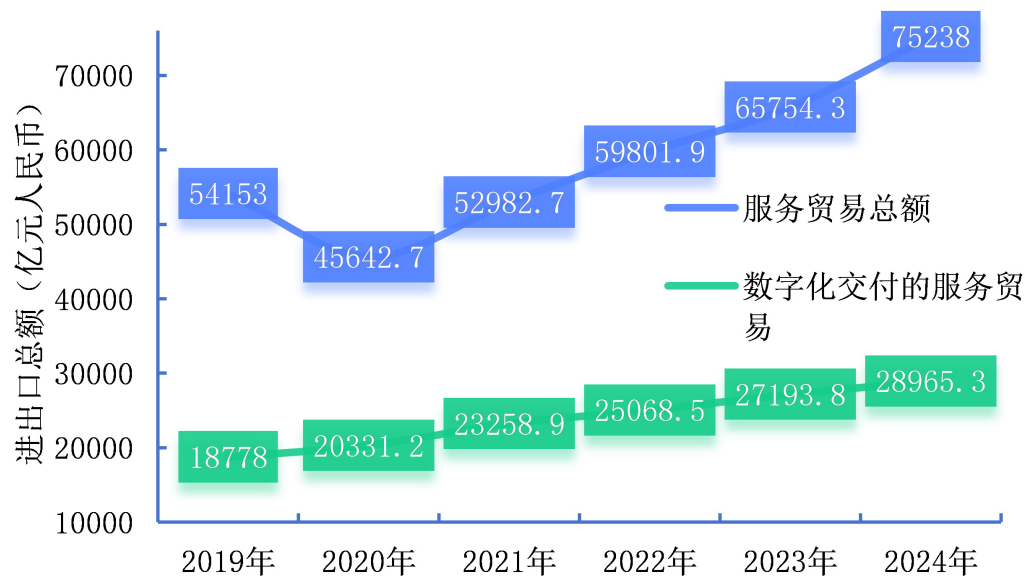 进出口总额（亿元人民币）
70000
60000
50000
40000
30000
20000
10000
54153
45642.7
52982.7
59801.9
65754.3
75238
服务贸易总额
数字化交付的服务贸
易
18778
20331.2
23258.9
25068.5
27193.8
28965.3
2019年
2020年
2021年
2022年
2023年
2024年